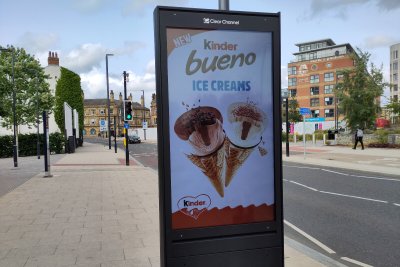 Clear Channel
NEW
Kinder
bueno
ICE CREAMS
Kinder